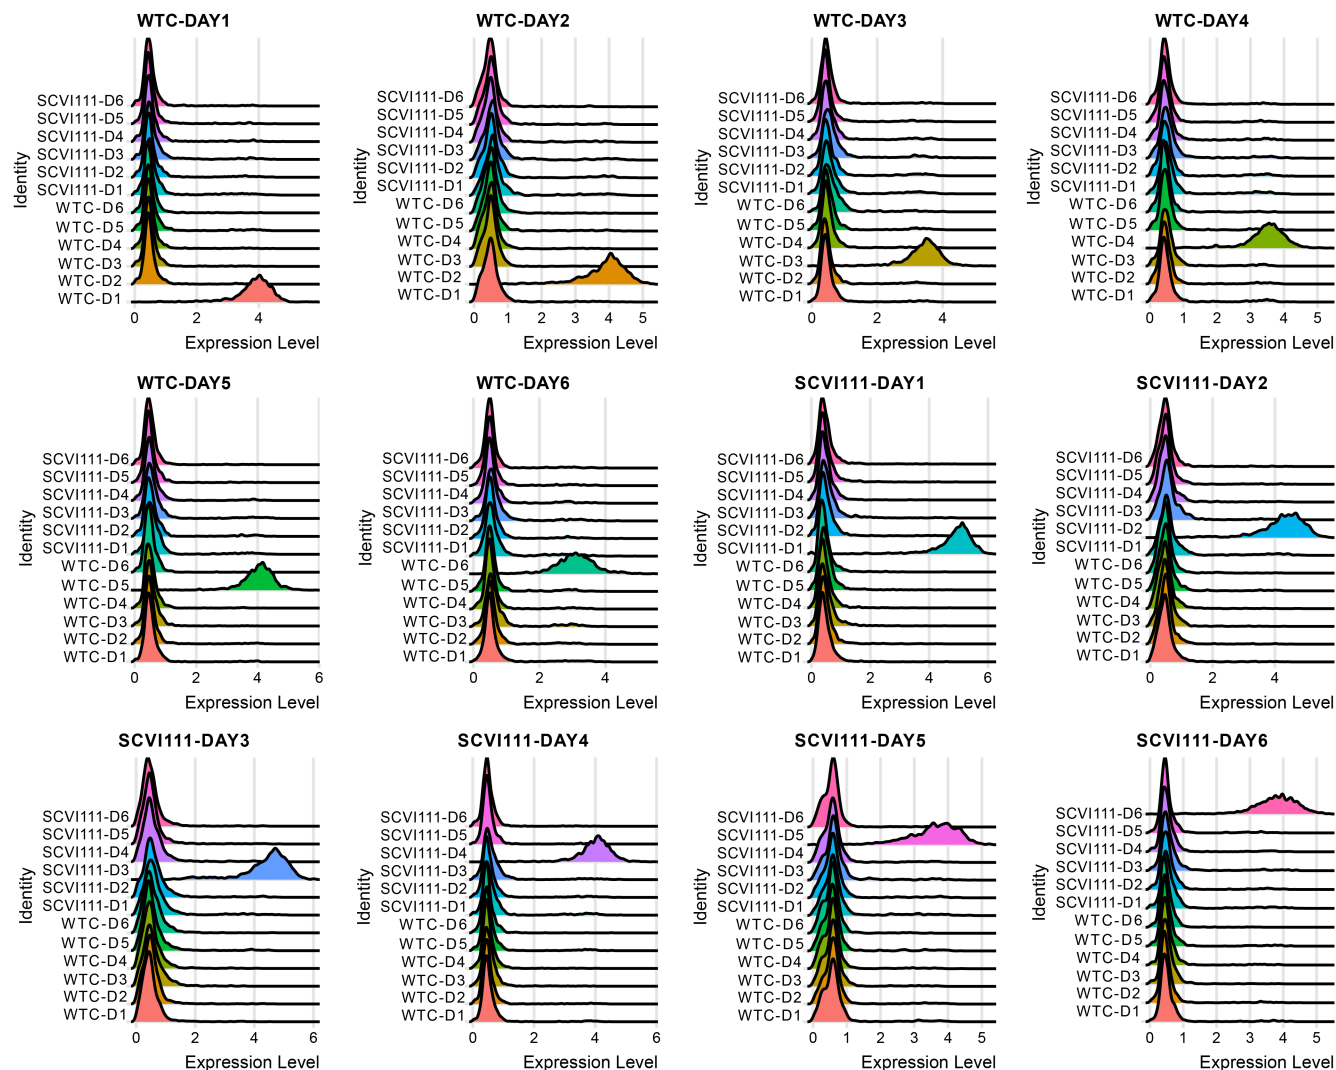 WTC-DAY1
Identity
SCVI111-D6
SCVI111-D5
SCVI111-D4
SCVI111-D3
SCVI111-D2
SCVI111-D1
WTC-D6
WTC-D5
WTC-D4
WTC-D3
WTC-D2
WTC-D1
0 2 4
Expression Level
WTC-DAY2
Identity
SCVI111-D6
SCVI111-D5
SCVI111-D4
SCVI111-D3
SCVI111-D2
SCVI111-D1
WTC-D6
WTC-D5
WTC-D4
WTC-D3
WTC-D2
WTC-D1
0 1 2 3 4 5
Expression Level
WTC-DAY3
Identity
SCVI111-D6
SCVI111-D5
SCVI111-D4
SCVI111-D3
SCVI111-D2
SCVI111-D1
WTC-D6
WTC-D5
WTC-D4
WTC-D3
WTC-D2
WTC-D1
0 2 4
Expression Level
WTC-DAY4
Identity
SCVI111-D6
SCVI111-D5
SCVI111-D4
SCVI111-D3
SCVI111-D2
SCVI111-D1
WTC-D6
WTC-D5
WTC-D4
WTC-D3
WTC-D2
WTC-D1
0 1 2 3 4 5
Expression Level
WTC-DAY5
Identity
SCVI111-D6
SCVI111-D5
SCVI111-D4
SCVI111-D3
SCVI111-D2
SCVI111-D1
WTC-D6
WTC-D5
WTC-D4
WTC-D3
WTC-D2
WTC-D1
0 2 4 6
Expression Level
WTC-DAY6
Identity
SCVI111-D6
SCVI111-D5
SCVI111-D4
SCVI111-D3
SCVI111-D2
SCVI111-D1
WTC-D6
WTC-D5
WTC-D4
WTC-D3
WTC-D2
WTC-D1
0 2 4
Expression Level
SCVI111-DAY1
Identity
SCVI111-D6
SCVI111-D5
SCVI111-D4
SCVI111-D3
SCVI111-D2
SCVI111-D1
WTC-D6
WTC-D5
WTC-D4
WTC-D3
WTC-D2
WTC-D1
0 2 4 6
Expression Level
SCVI111-DAY2
Identity
SCVI111-D6
SCVI111-D5
SCVI111-D4
SCVI111-D3
SCVI111-D2
SCVI111-D1
WTC-D6
WTC-D5
WTC-D4
WTC-D3
WTC-D2
WTC-D1
0 2 4
Expression Level
SCVI111-DAY3
Identity
SCVI111-D6
SCVI111-D5
SCVI111-D4
SCVI111-D3
SCVI111-D2
SCVI111-D1
WTC-D6
WTC-D5
WTC-D4
WTC-D3
WTC-D2
WTC-D1
0 2 4 6
Expression Level
SCVI111-DAY4
Identity
SCVI111-D6
SCVI111-D5
SCVI111-D4
SCVI111-D3
SCVI111-D2
SCVI111-D1
WTC-D6
WTC-D5
WTC-D4
WTC-D3
WTC-D2
WTC-D1
0 2 4 6
Expression Level
SCVI111-DAY5
Identity
SCVI111-D6
SCVI111-D5
SCVI111-D4
SCVI111-D3
SCVI111-D2
SCVI111-D1
WTC-D6
WTC-D5
WTC-D4
WTC-D3
WTC-D2
WTC-D1
0 1 2 3 4 5
Expression Level
SCVI111-DAY6
Identity
SCVI111-D6
SCVI111-D5
SCVI111-D4
SCVI111-D3
SCVI111-D2
SCVI111-D1
WTC-D6
WTC-D5
WTC-D4
WTC-D3
WTC-D2
WTC-D1
0 1 2 3 4 5
Expression Level